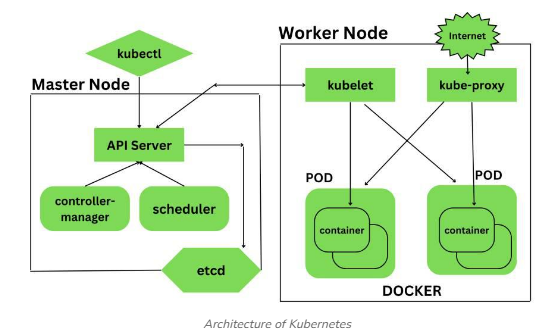 kubectl
Master Node
API Server
controller-
manager
scheduler
etcd
Worker Node
Internet
kubelet
kube-proxy
POD
POD
container
container
DOCKER
Architecture of Kubernetes